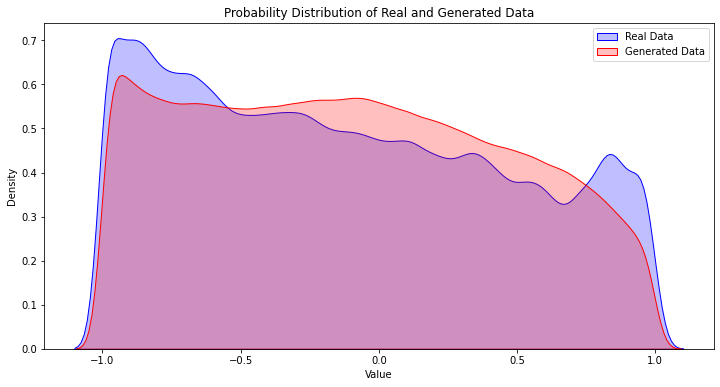 Probability Distribution of Real and Generated Data
Real Data
Generated Data
Density
0.7
0.6
0.5
0.4
0.3
0.2
0.1
0.0
−1.0 −0.5 0.0 0.5 1.0
Value